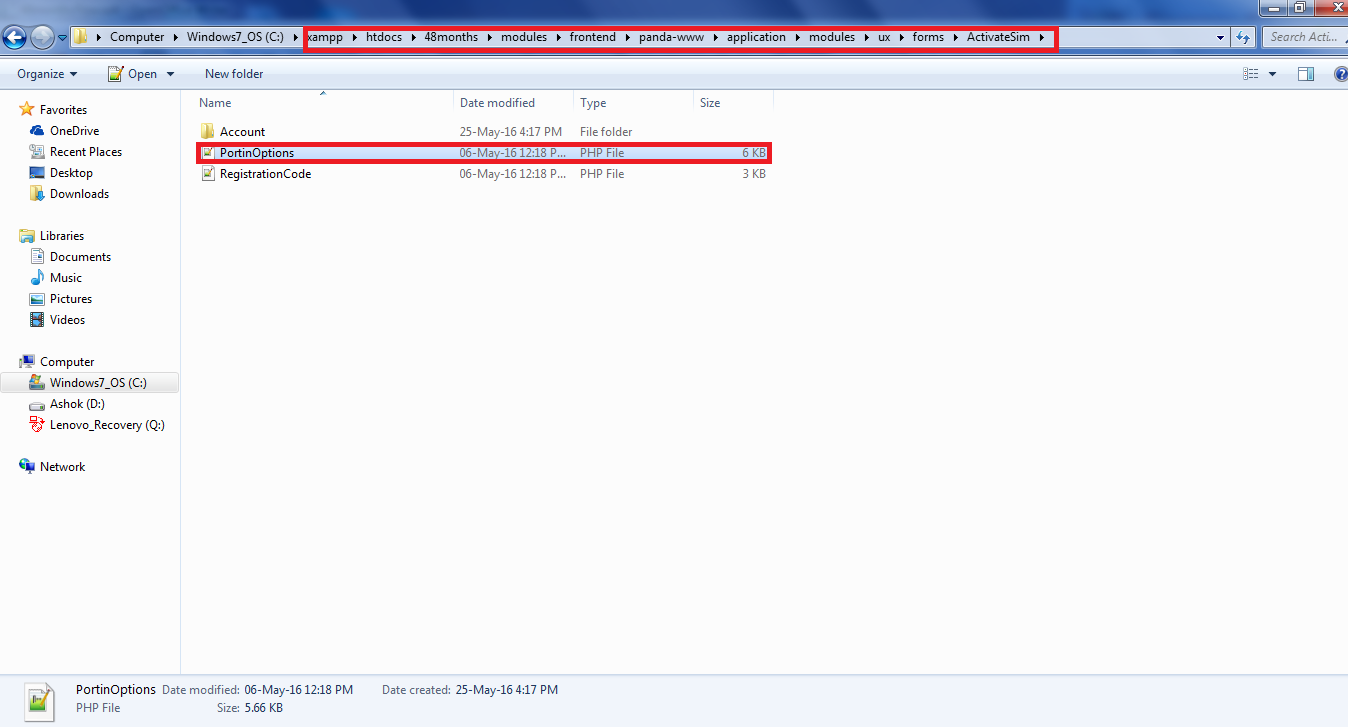 Computer Windows7_OS (C:) xampp htdocs 48months modules frontend panda-www application modules ux forms ActivateSim Search Acti...
Organize Open New folder
Name Date modified Type Size
Favorites
OneDrive
Recent Places
Desktop
Downloads
Libraries
Documents
Music
Pictures
Videos
Computer
Windows7_OS (C:)
Ashok (D:)
Lenovo_Recovery (Q:)
Network
Account 25-May-16 4:17 PM File folder
PortinOptions 06-May-16 12:18 P... PHP File 6 KB
RegistrationCode 06-May-16 12:18 P... PHP File 3 KB
PortinOptions Date modified: 06-May-16 12:18 PM Date created: 25-May-16 4:17 PM
PHP File Size: 5.66 KB